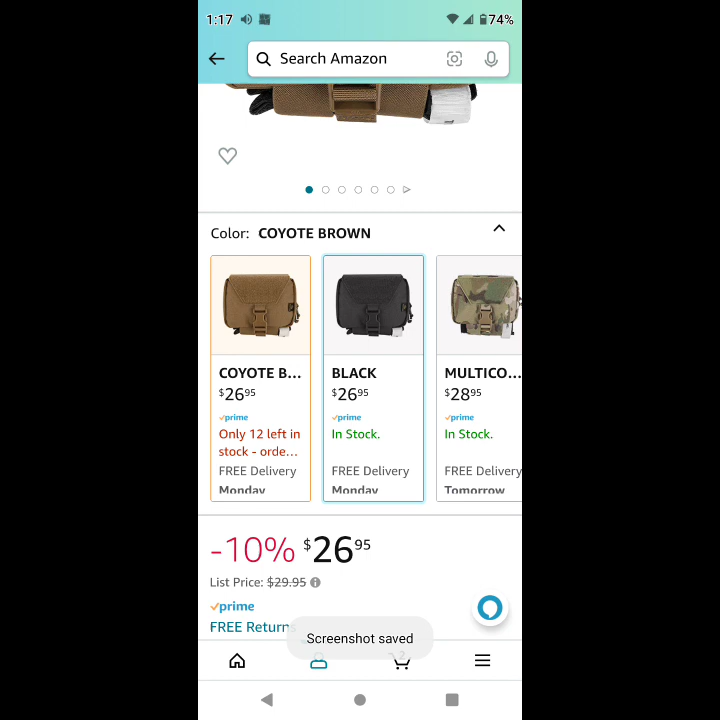 1:17 74%
Search Amazon
Color: COYOTE BROWN
COYOTE B... BLACK MULTICO...
$26.95 $26.95 $28.95
prime prime prime
Only 12 left in In Stock. In Stock.
stock - orde...
FREE Delivery FREE Delivery FREE Delivery
Monday Monday Tomorrow
-10% $26.95
List Price: $29.95
prime
FREE Returns
Screenshot saved
2